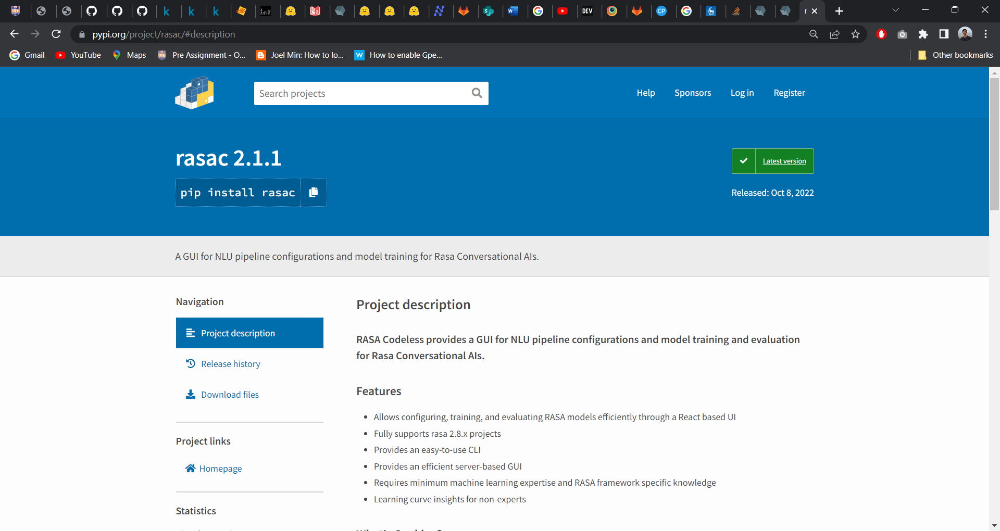 pypi.org/project/rasac/#description
Gmail
YouTube
Maps
Pre Assignment - O...
Joel Min: How to lo...
How to enable Gpe...
Other bookmarks
Search projects
Help
Sponsors
Log in
Register
rasac 2.1.1
Latest version
pip install rasac
Released: Oct 8, 2022
A GUI for NLU pipeline configurations and model training for Rasa Conversational AIs.
Navigation
Project description
Release history
Download files
Project links
Homepage
Statistics
Project description
RASA Codeless provides a GUI for NLU pipeline configurations and model training and evaluation
for Rasa Conversational AIs.
Features
Allows configuring, training, and evaluating RASA models efficiently through a React based UI
Fully supports rasa 2.8.x projects
Provides an easy-to-use CLI
Provides an efficient server-based GUI
Requires minimum machine learning expertise and RASA framework specific knowledge
Learning curve insights for non-experts